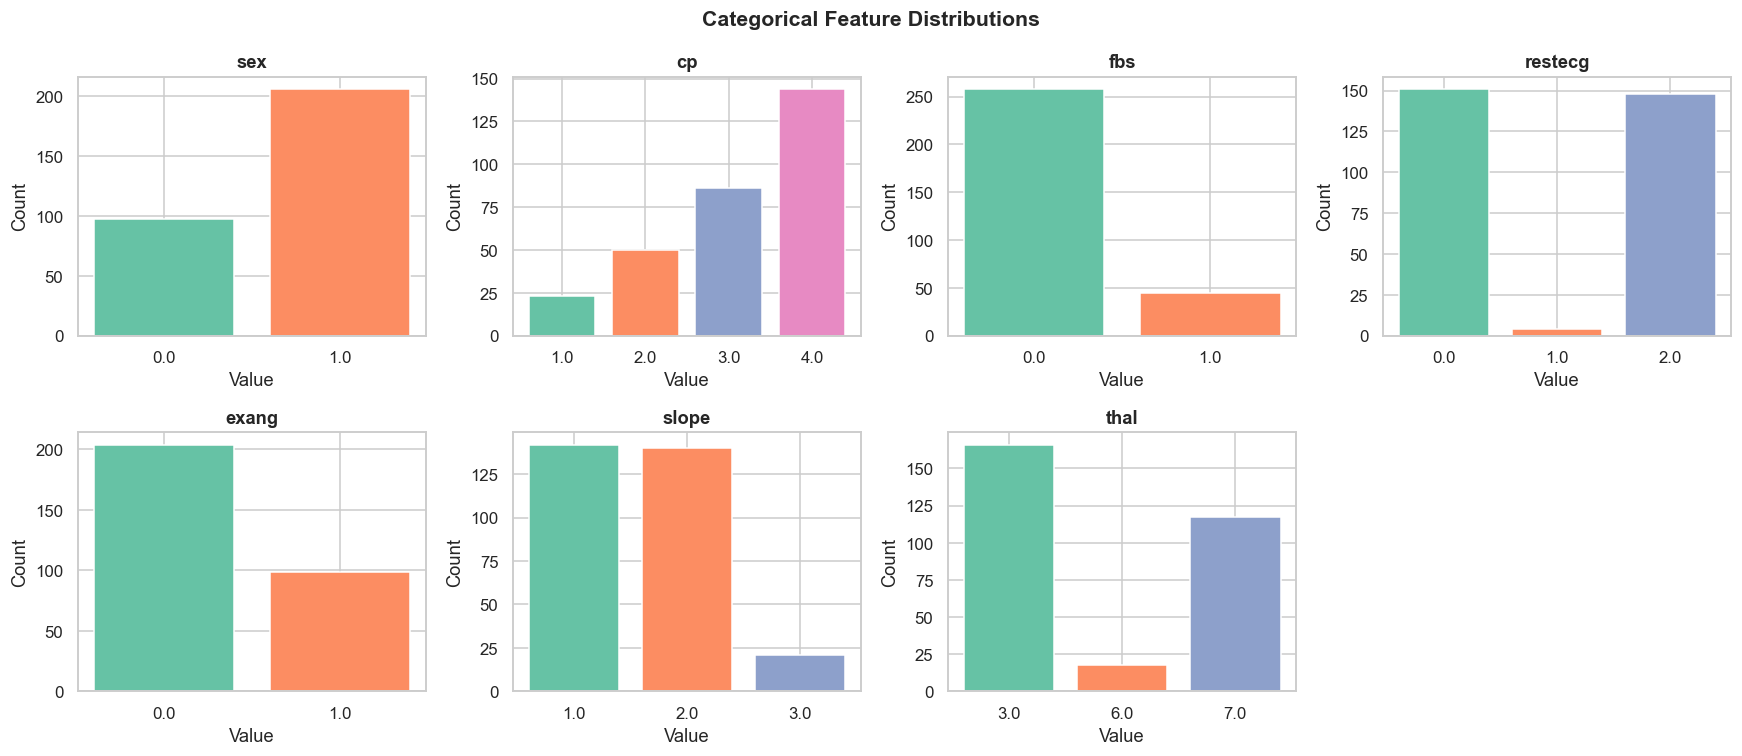 Categorical Feature Distributions
sex
200
150
100
50
0
Count
0.0 1.0
Value
cp
150
125
100
75
50
25
0
Count
1.0 2.0 3.0 4.0
Value
fbs
250
200
150
100
50
0
Count
0.0 1.0
Value
restecg
150
125
100
75
50
25
0
Count
0.0 1.0 2.0
Value
exang
200
150
100
50
0
Count
0.0 1.0
Value
slope
125
100
75
50
25
0
Count
1.0 2.0 3.0
Value
thal
150
125
100
75
50
25
0
Count
3.0 6.0 7.0
Value